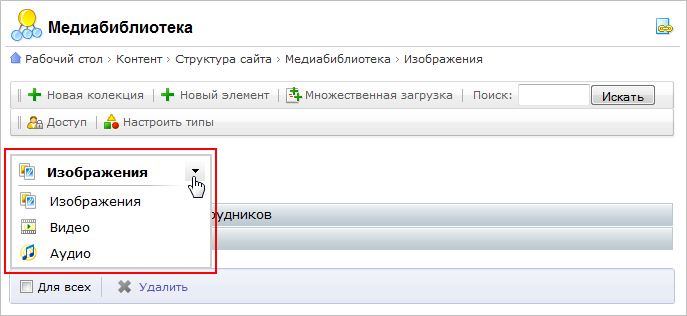 Медиабиблиотека
Рабочий стол › Контент › Структура сайта › Медиабиблиотека › Изображения
Новая колекция Новый элемент Множественная загрузка Поиск: Искать
Доступ Настроить типы
Изображения
Изображения
рудников
Видео
Аудио
Для всех Удалить